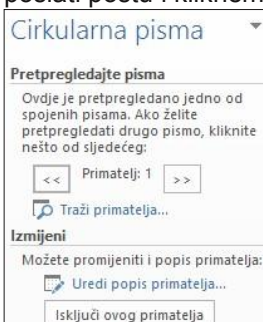 Cirkularna pisma
Pretpregledajte pisma
Ovdje je pretpregledano jedno od
spojenih pisama. Ako želite
pretpregledati drugo pismo, kliknite
nešto od sljedećeg:
<< Primatelj: 1 >>
Traži primatelja...
Izmijeni
Možete promijeniti i popis primatelja:
Uredi popis primatelja...
Isključi ovog primatelja